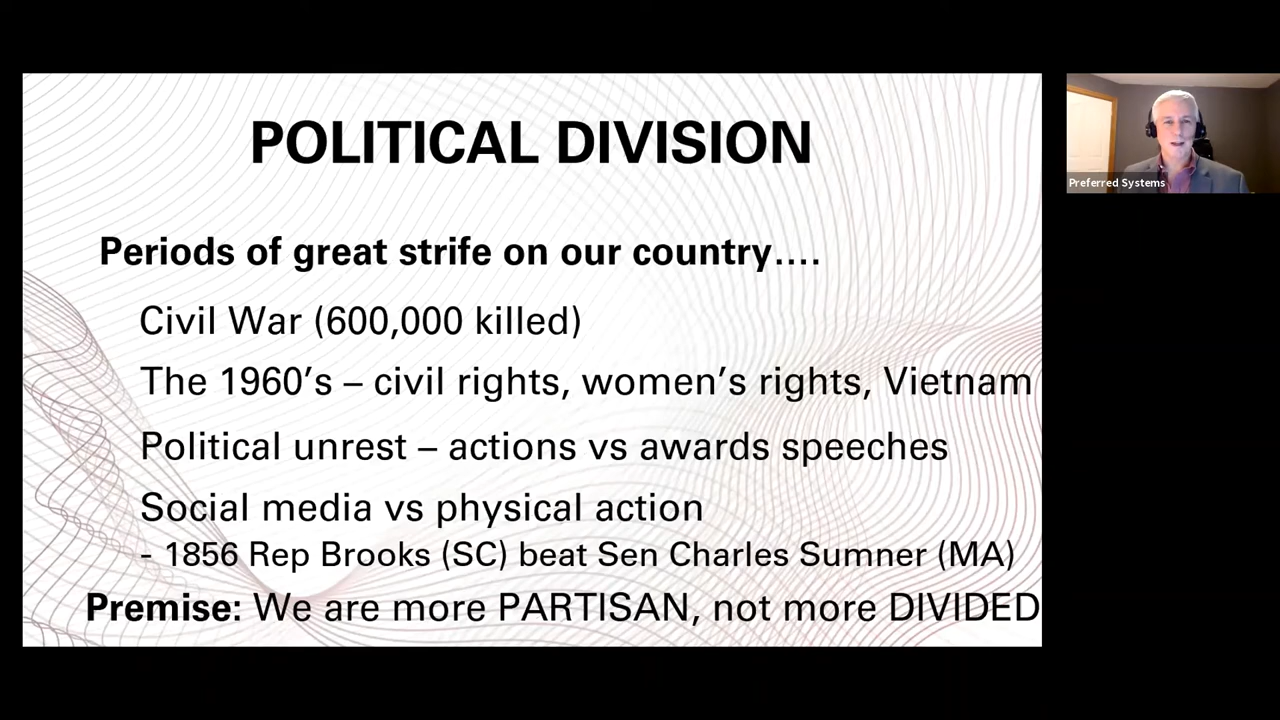 POLITICAL DIVISION
Periods of great strife on our country....
Civil War (600,000 killed)
The 1960's – civil rights, women's rights, Vietnam
Political unrest – actions vs awards speeches
Social media vs physical action
- 1856 Rep Brooks (SC) beat Sen Charles Sumner (MA)
Premise: We are more PARTISAN, not more DIVIDED
Preferred Systems